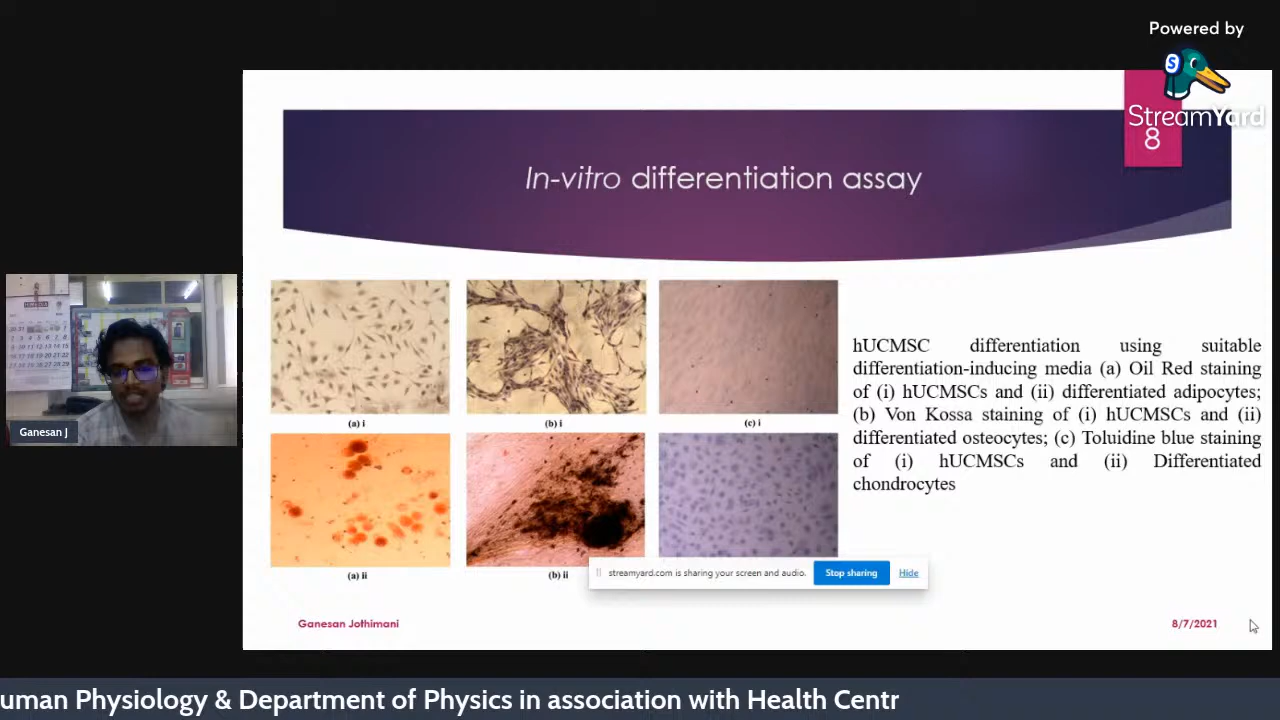 Powered by
StreamYard
8
In-vitro differentiation assay
(a) i
(b) i
(c) i
hUCMSC differentiation using suitable
differentiation-inducing media (a) Oil Red staining
of (i) hUCMSCs and (ii) differentiated adipocytes;
(b) Von Kossa staining of (i) hUCMSCs and (ii)
differentiated osteocytes; (c) Toluidine blue staining
of (i) hUCMSCs and (ii) Differentiated
chondrocytes
Ganesan J
(a) ii
(b) ii
streamyard.com is sharing your screen and audio.
Stop sharing
Hide
Ganesan Jothimani
8/7/2021
uman Physiology & Department of Physics in association with Health Centr